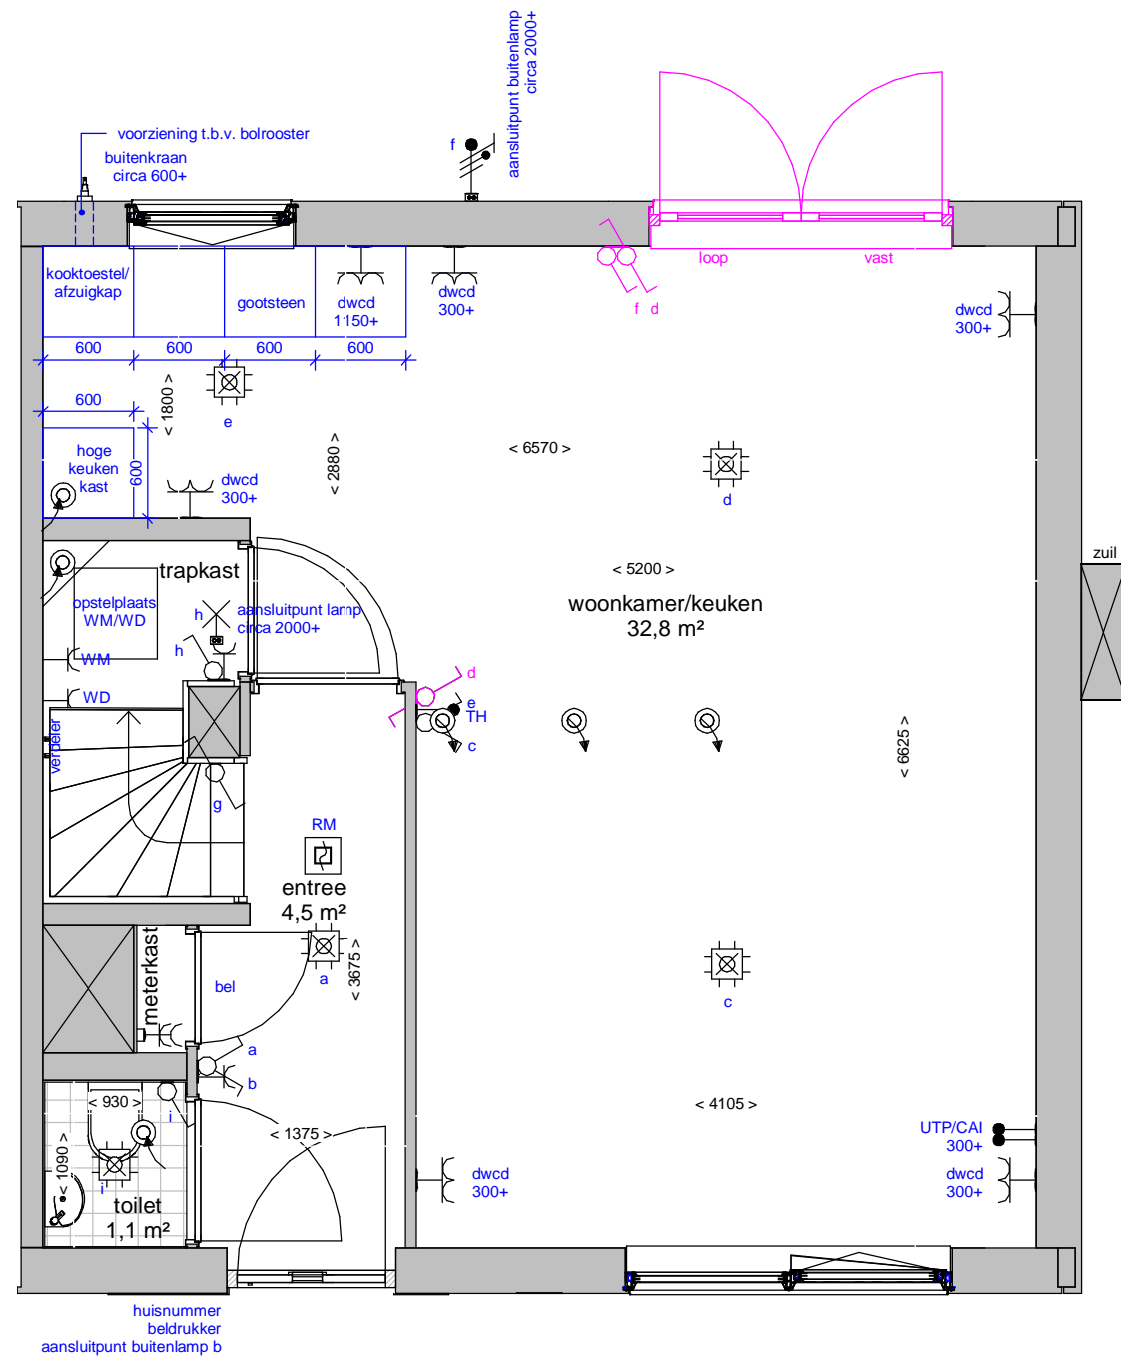 aansluitpunt buitenlamp
circa 2000+
voorziening t.b.v. bolrooster
buitenkraan
circa 600+
f
kooktoestel/
afzuigkap
gootsteen
dwcd
1150+
dwcd
300+
loop
vast
f d
dwcd
300+
600
600
600
600
600
< 1800 >
e
hoge
keuken
kast
600
dwcd
300+
< 2880 >
< 6570 >
d
zuil
trapkast
< 5200 >
woonkamer/keuken
32,8 m²
opstelplaats
WM/WD
h
aansluitpunt lamp
circa 2000+
h
WM
WD
d
e
TH
c
verdeler
g
< 6625 >
RM
entree
4,5 m²
meterkast
bel
a
< 3675 >
c
a
b
< 930 >
i
< 1375 >
< 4105 >
UTP/CAI
300+
< 1090 >
i
toilet
1,1 m²
dwcd
300+
dwcd
300+
huisnummer
beldrukker
aansluitpunt buitenlamp b